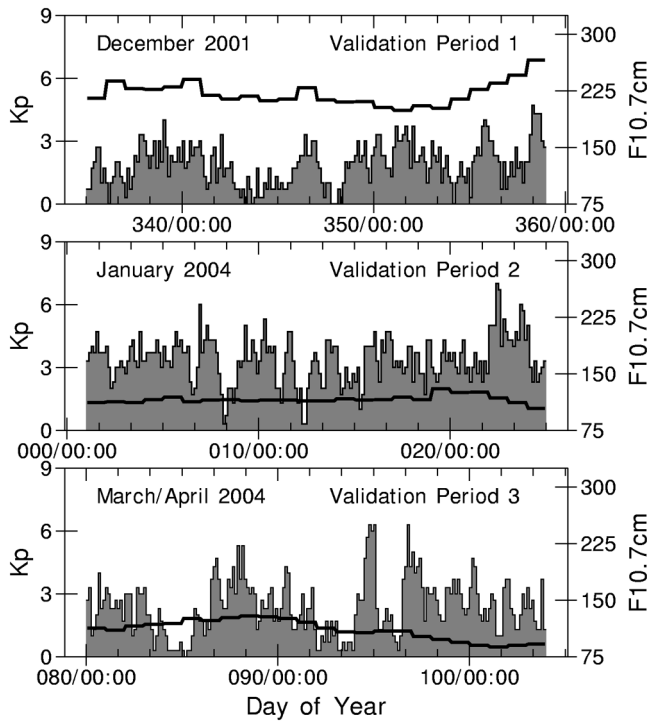 9
6
3
0
Kp
December 2001
Validation Period 1
300
225
150
75
F10.7cm
340/00:00 350/00:00 360/00:00
9
6
3
0
Kp
January 2004
Validation Period 2
300
225
150
75
F10.7cm
000/00:00 010/00:00 020/00:00
9
6
3
0
Kp
March/April 2004
Validation Period 3
300
225
150
75
F10.7cm
080/00:00 090/00:00 100/00:00
Day of Year